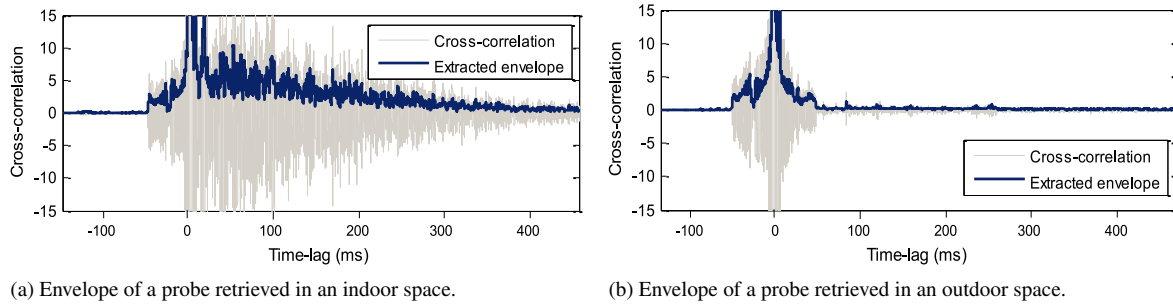 15
10
5
0
-5
-10
-15
Cross-correlation
-100
0
100
200
300
400
Time-lag (ms)
Cross-correlation
Extracted envelope
(a) Envelope of a probe retrieved in an indoor space.
15
10
5
0
-5
-10
15
Cross-correlation
-100
0
100
200
300
400
Time-lag (ms)
Cross-correlation
Extracted envelope
(b) Envelope of a probe retrieved in an outdoor space.